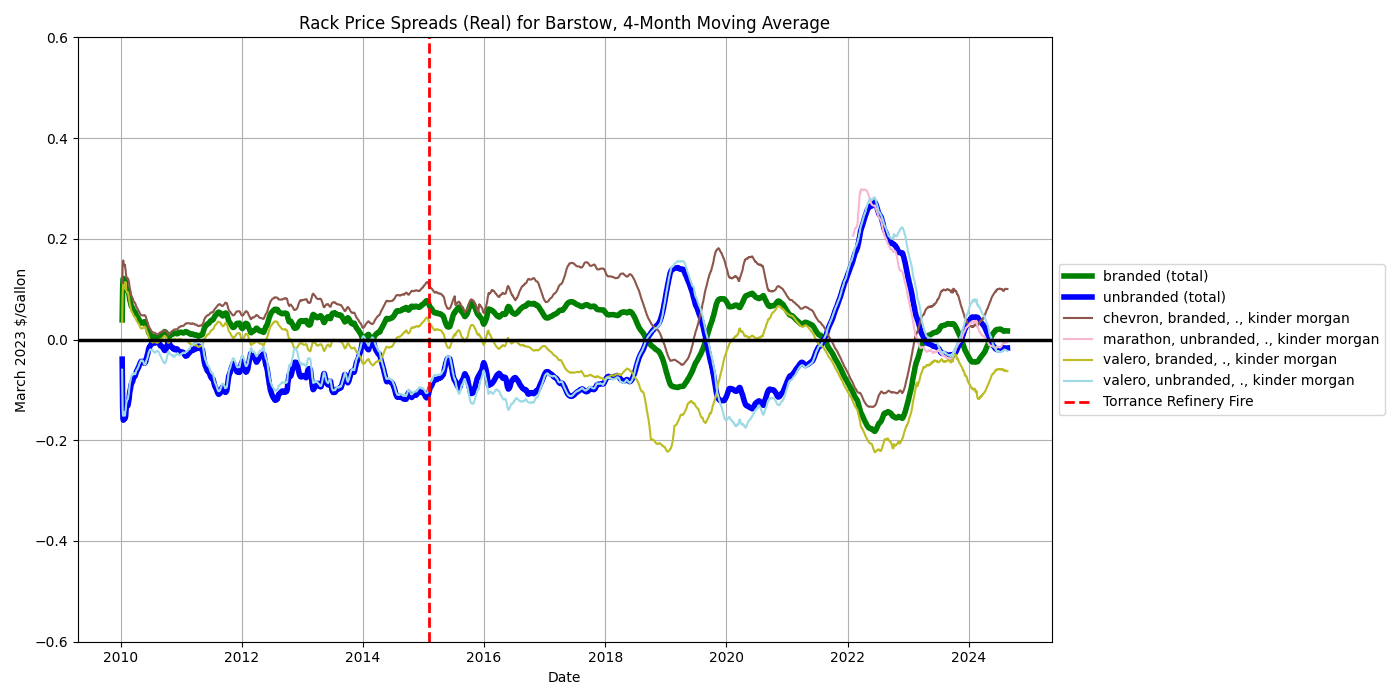 Rack Price Spreads (Real) for Barstow, 4-Month Moving Average
March 2023 $/Gallon
0.6
0.4
0.2
0.0
−0.2
−0.4
−0.6
2010 2012 2014 2016 2018 2020 2022 2024
Date
branded (total)
unbranded (total)
chevron, branded, ., kinder morgan
marathon, unbranded, ., kinder morgan
valero, branded, ., kinder morgan
valero, unbranded, ., kinder morgan
Torrance Refinery Fire